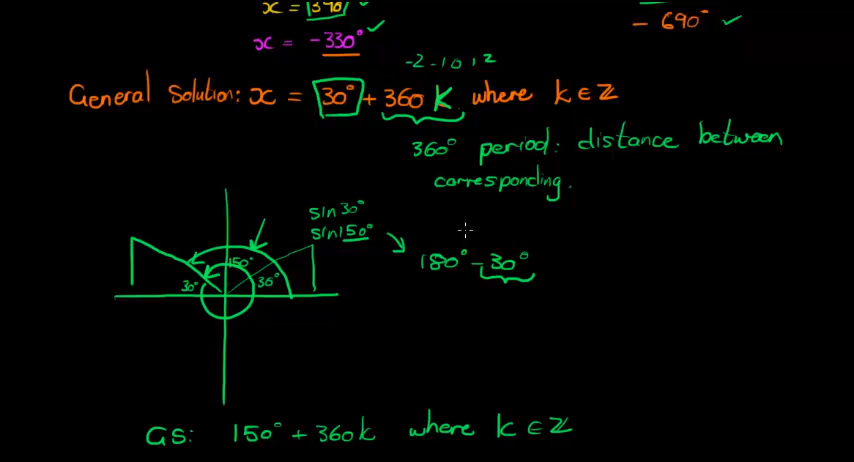 x = 390°
- 690°
x = -330°
-2 -1 0 1 2
General Solution: x = 30° + 360 K where k ∈ Z
360° period: distance between
corresponding.
sin 30°
sin 150°
180° - 30°
150°
30°
30°
GS: 150° + 360k where k ∈ Z